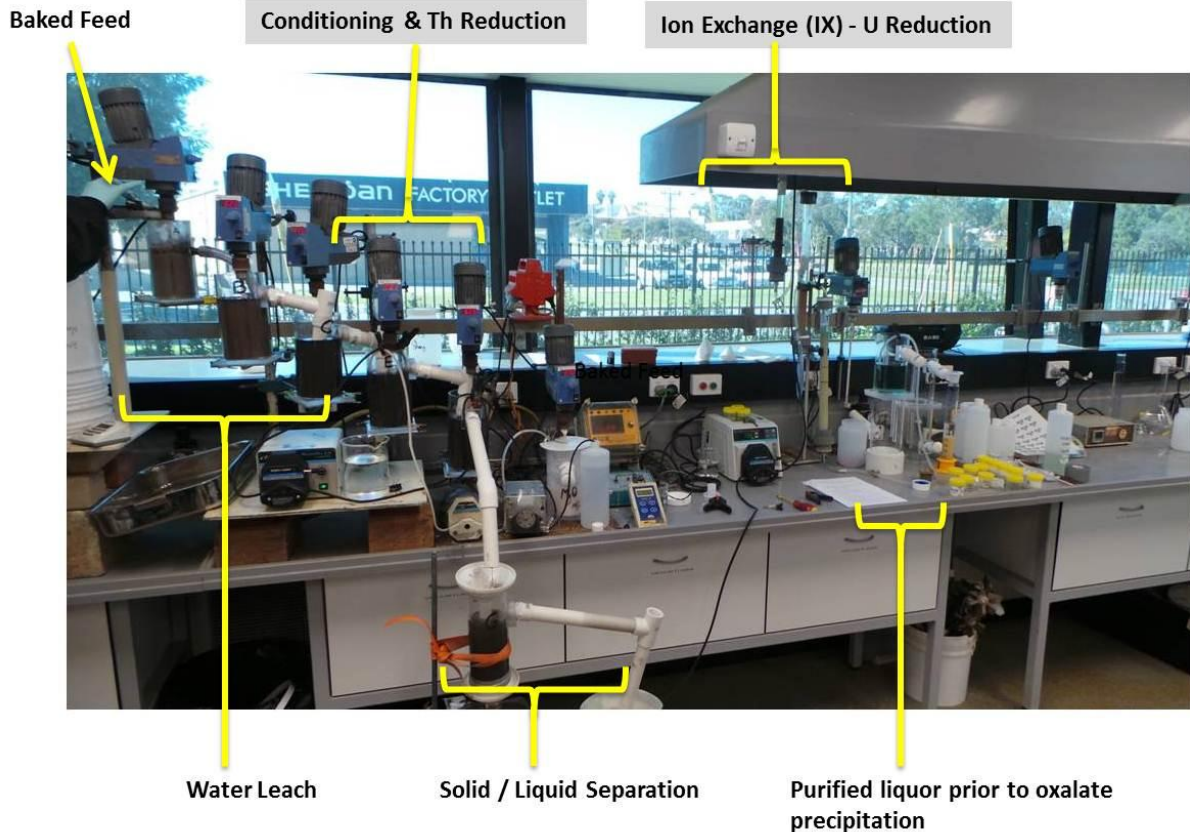 Baked Feed
Conditioning & Th Reduction
Ion Exchange (IX) - U Reduction
FACTORY OUTLET
Baked Feed
Water Leach
Solid / Liquid Separation
Purified liquor prior to oxalate
precipitation